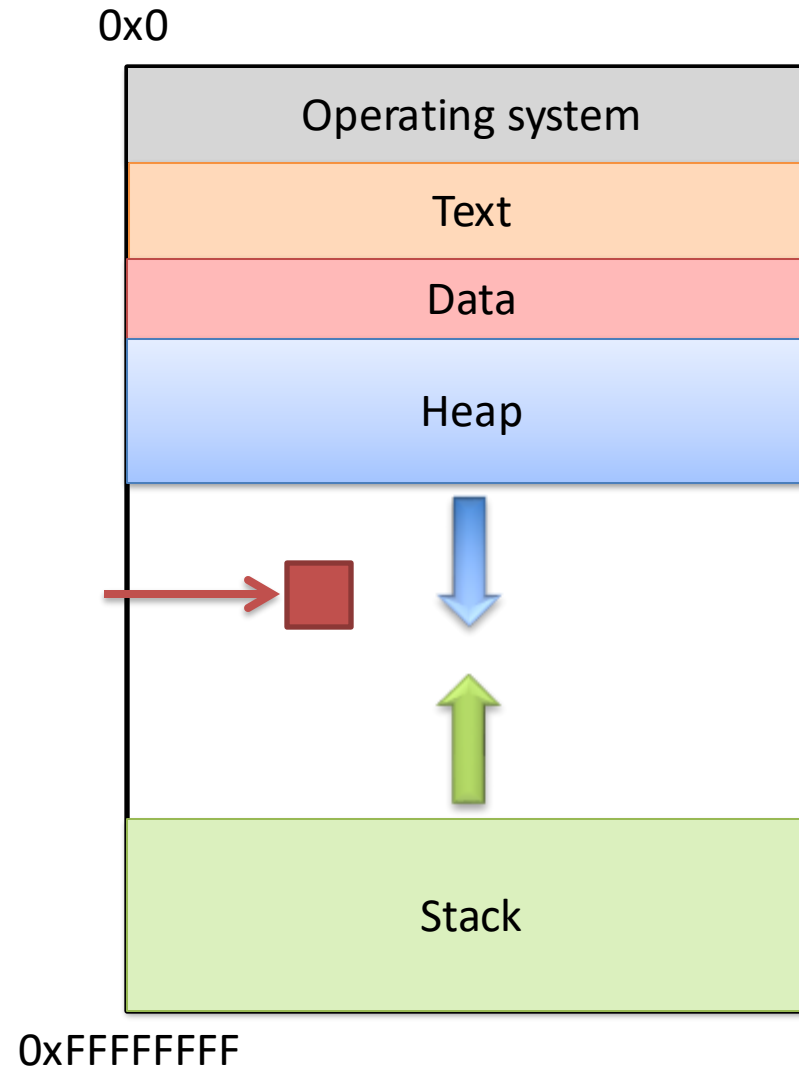 0x0
Operating system
Text
Data
Heap
Stack
0xFFFFFFFF